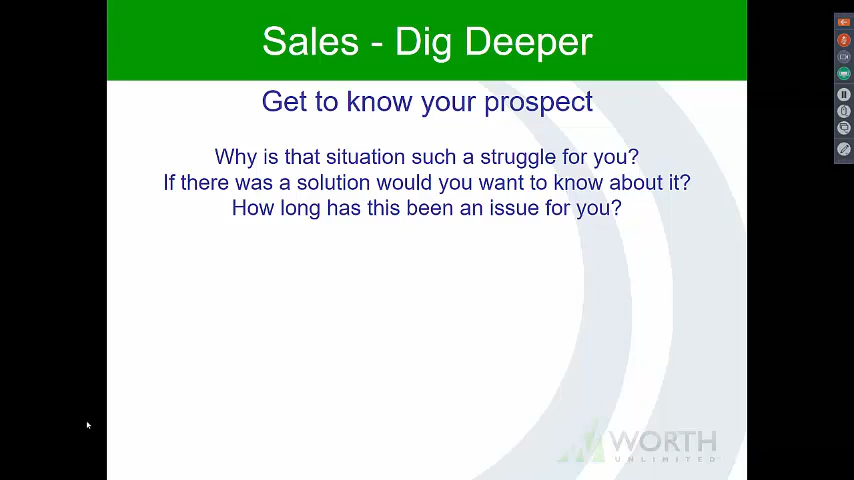 Sales - Dig Deeper
Get to know your prospect
Why is that situation such a struggle for you?
If there was a solution would you want to know about it?
How long has this been an issue for you?
WORTH
UNLIMITED